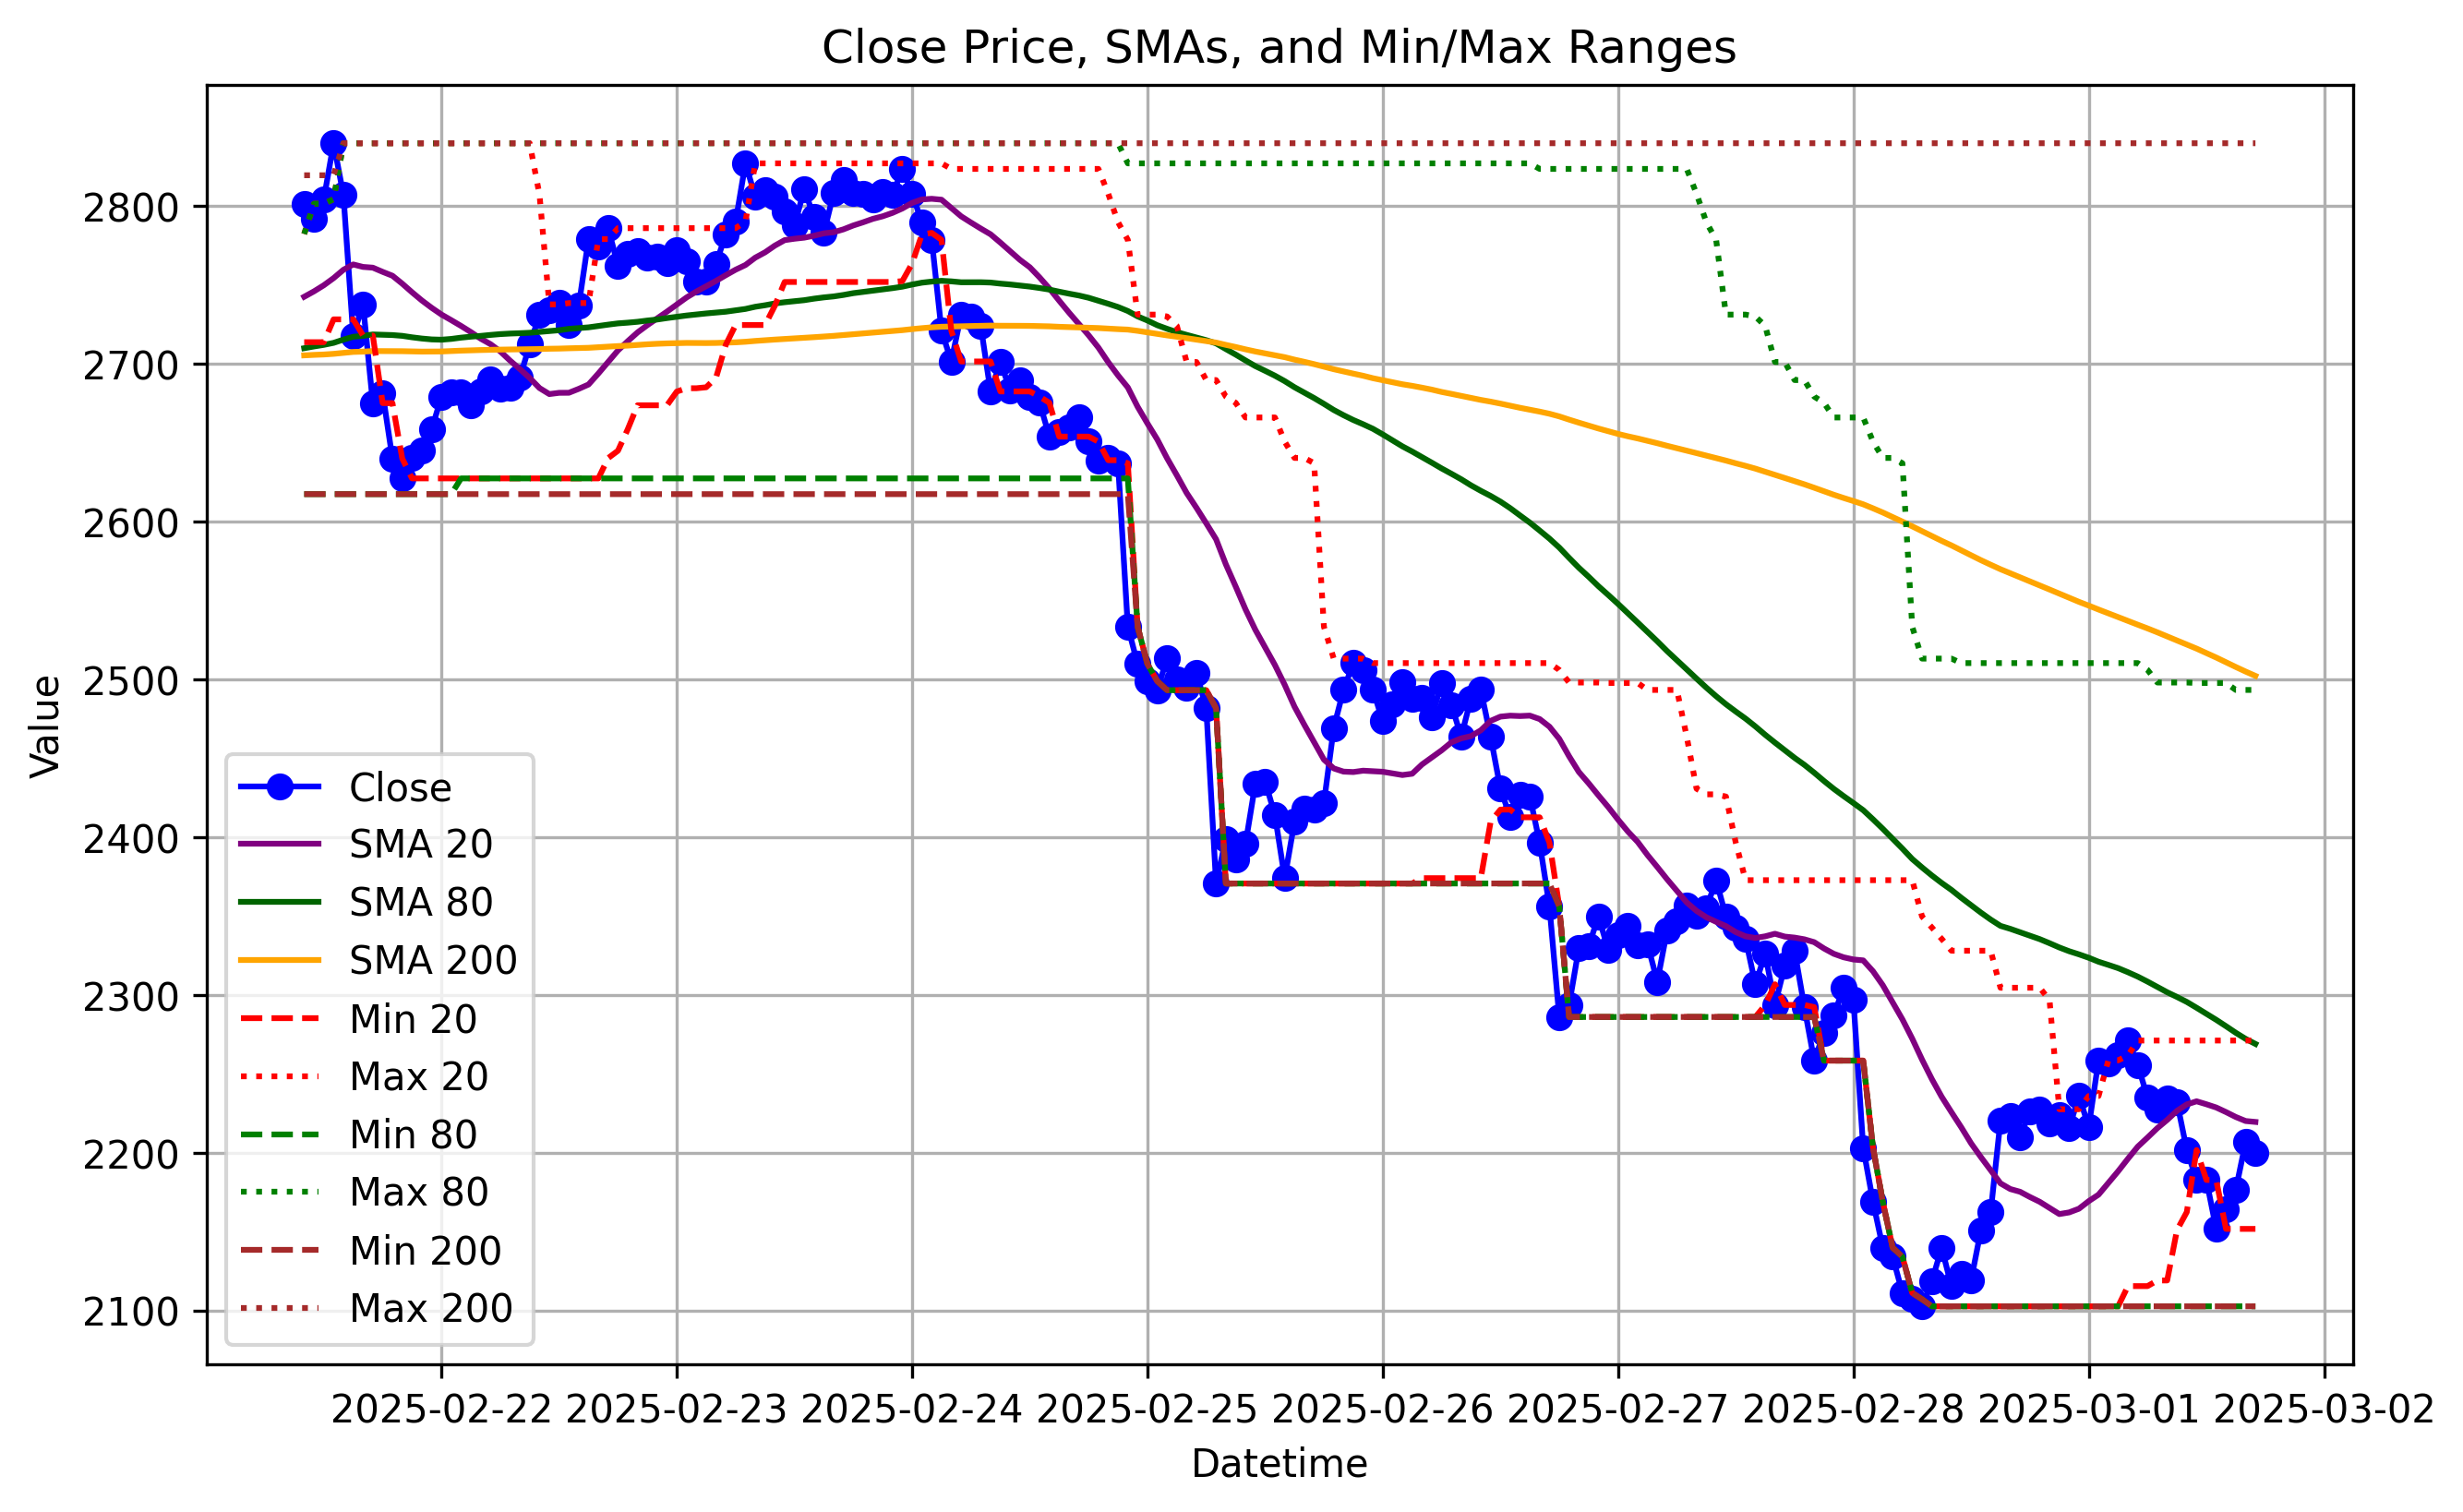 Close Price, SMAs, and Min/Max Ranges
2800
2700
2600
2500
2400
2300
2200
2100
Value
Close
SMA 20
SMA 80
SMA 200
Min 20
Max 20
Min 80
Max 80
Min 200
Max 200
2025-02-22 2025-02-23 2025-02-24 2025-02-25 2025-02-26 2025-02-27 2025-02-28 2025-03-01 2025-03-02
Datetime